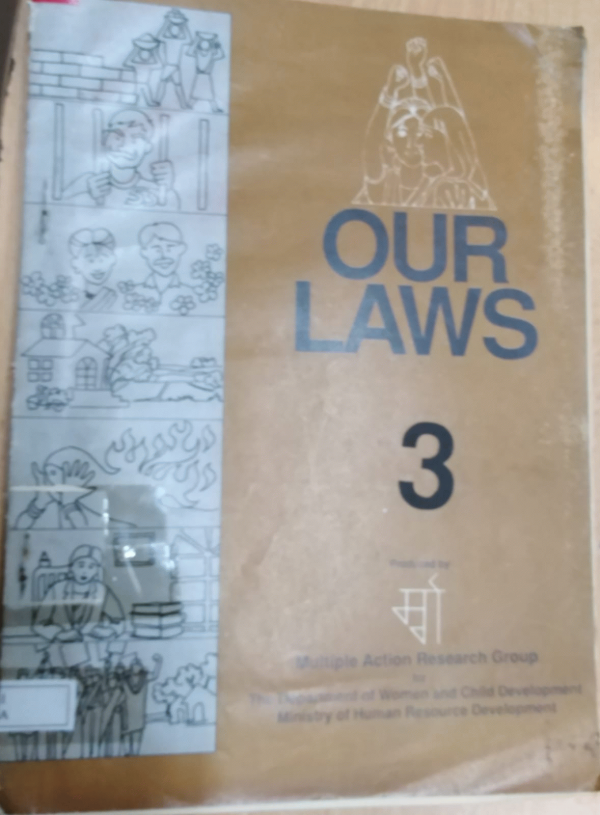 OUR
LAWS
3
Produced by
Multiple Action Research Group
for
The Department of Women and Child Development
Ministry of Human Resource Development